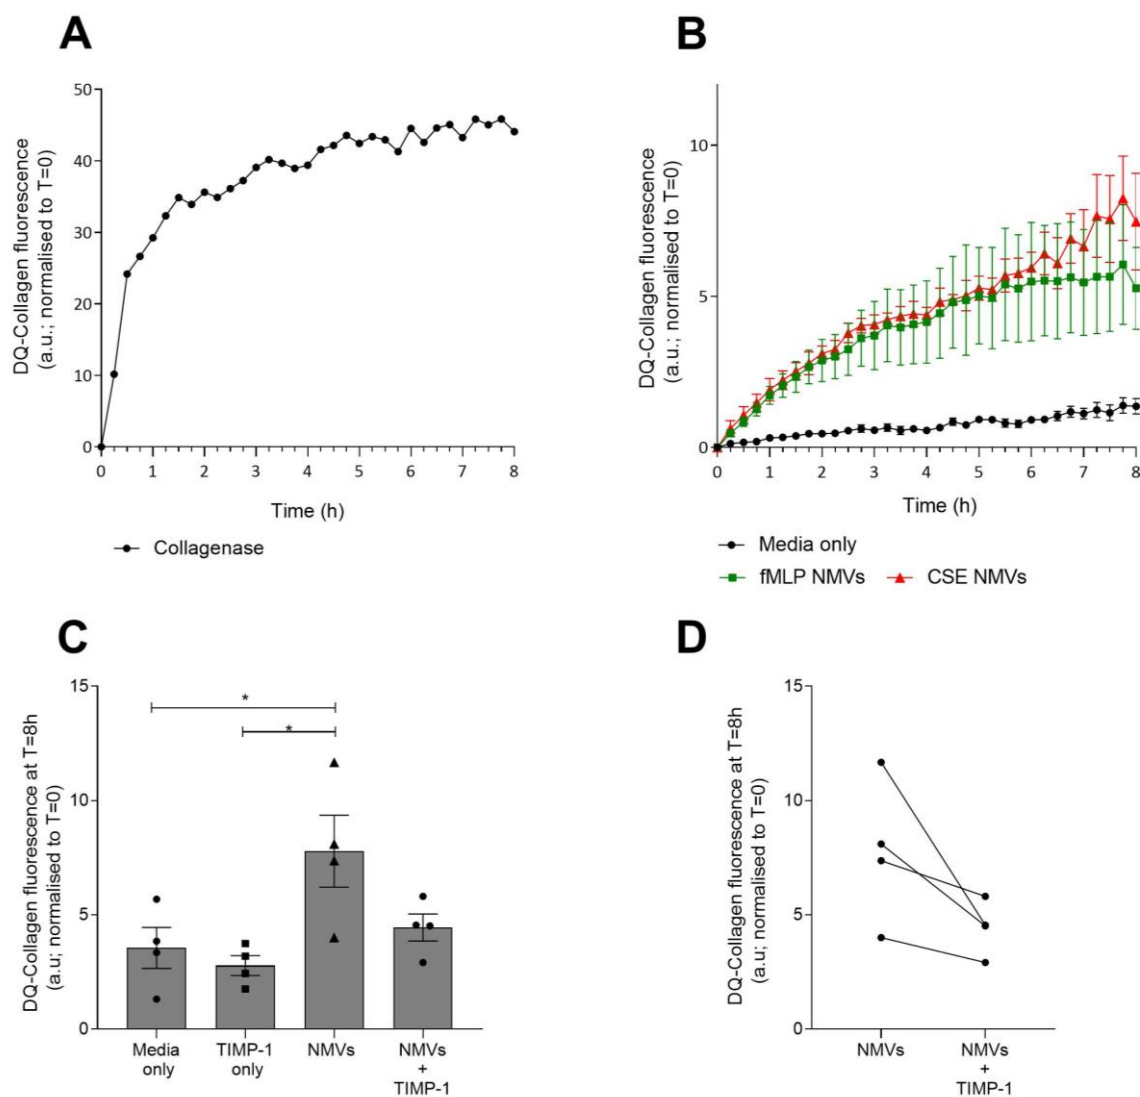 A
DQ-Collagen fluorescence
(a.u.; normalised to T=0)
50
40
30
20
10
0
0 1 2 3 4 5 6 7 8
Time (h)
Collagenase
B
DQ-Collagen fluorescence
(a.u.; normalised to T=0)
10
5
0
0 1 2 3 4 5 6 7 8
Time (h)
Media only
fMLP NMVs CSE NMVs
C
DQ-Collagen fluorescence at T=8h
(a.u; normalised to T=0)
15
10
5
0
*
*
Media
only
TIMP-1
only
NMVs
NMVs
+
TIMP-1
D
DQ-Collagen fluorescence at T=8h
(a.u; normalised to T=0)
15
10
5
0
NMVs
NMVs
+
TIMP-1